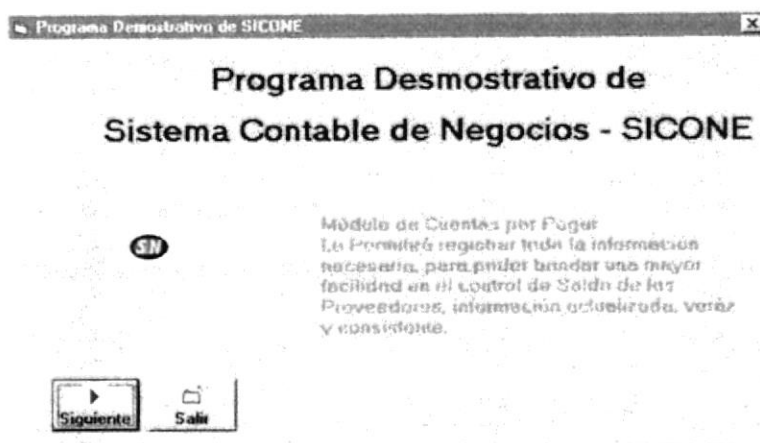 Programa Demostrativo de SICONE
Programa Desmostrativo de
Sistema Contable de Negocios - SICONE
SN
Módulo de Cuentas por Pagar
Le Permitirá registrar toda la información
necesaria, para poder brindar una mayor
facilidad en el control de Saldo de los
Proveedores, información actualizada, veráz
y consistente.
Siguiente
Salir